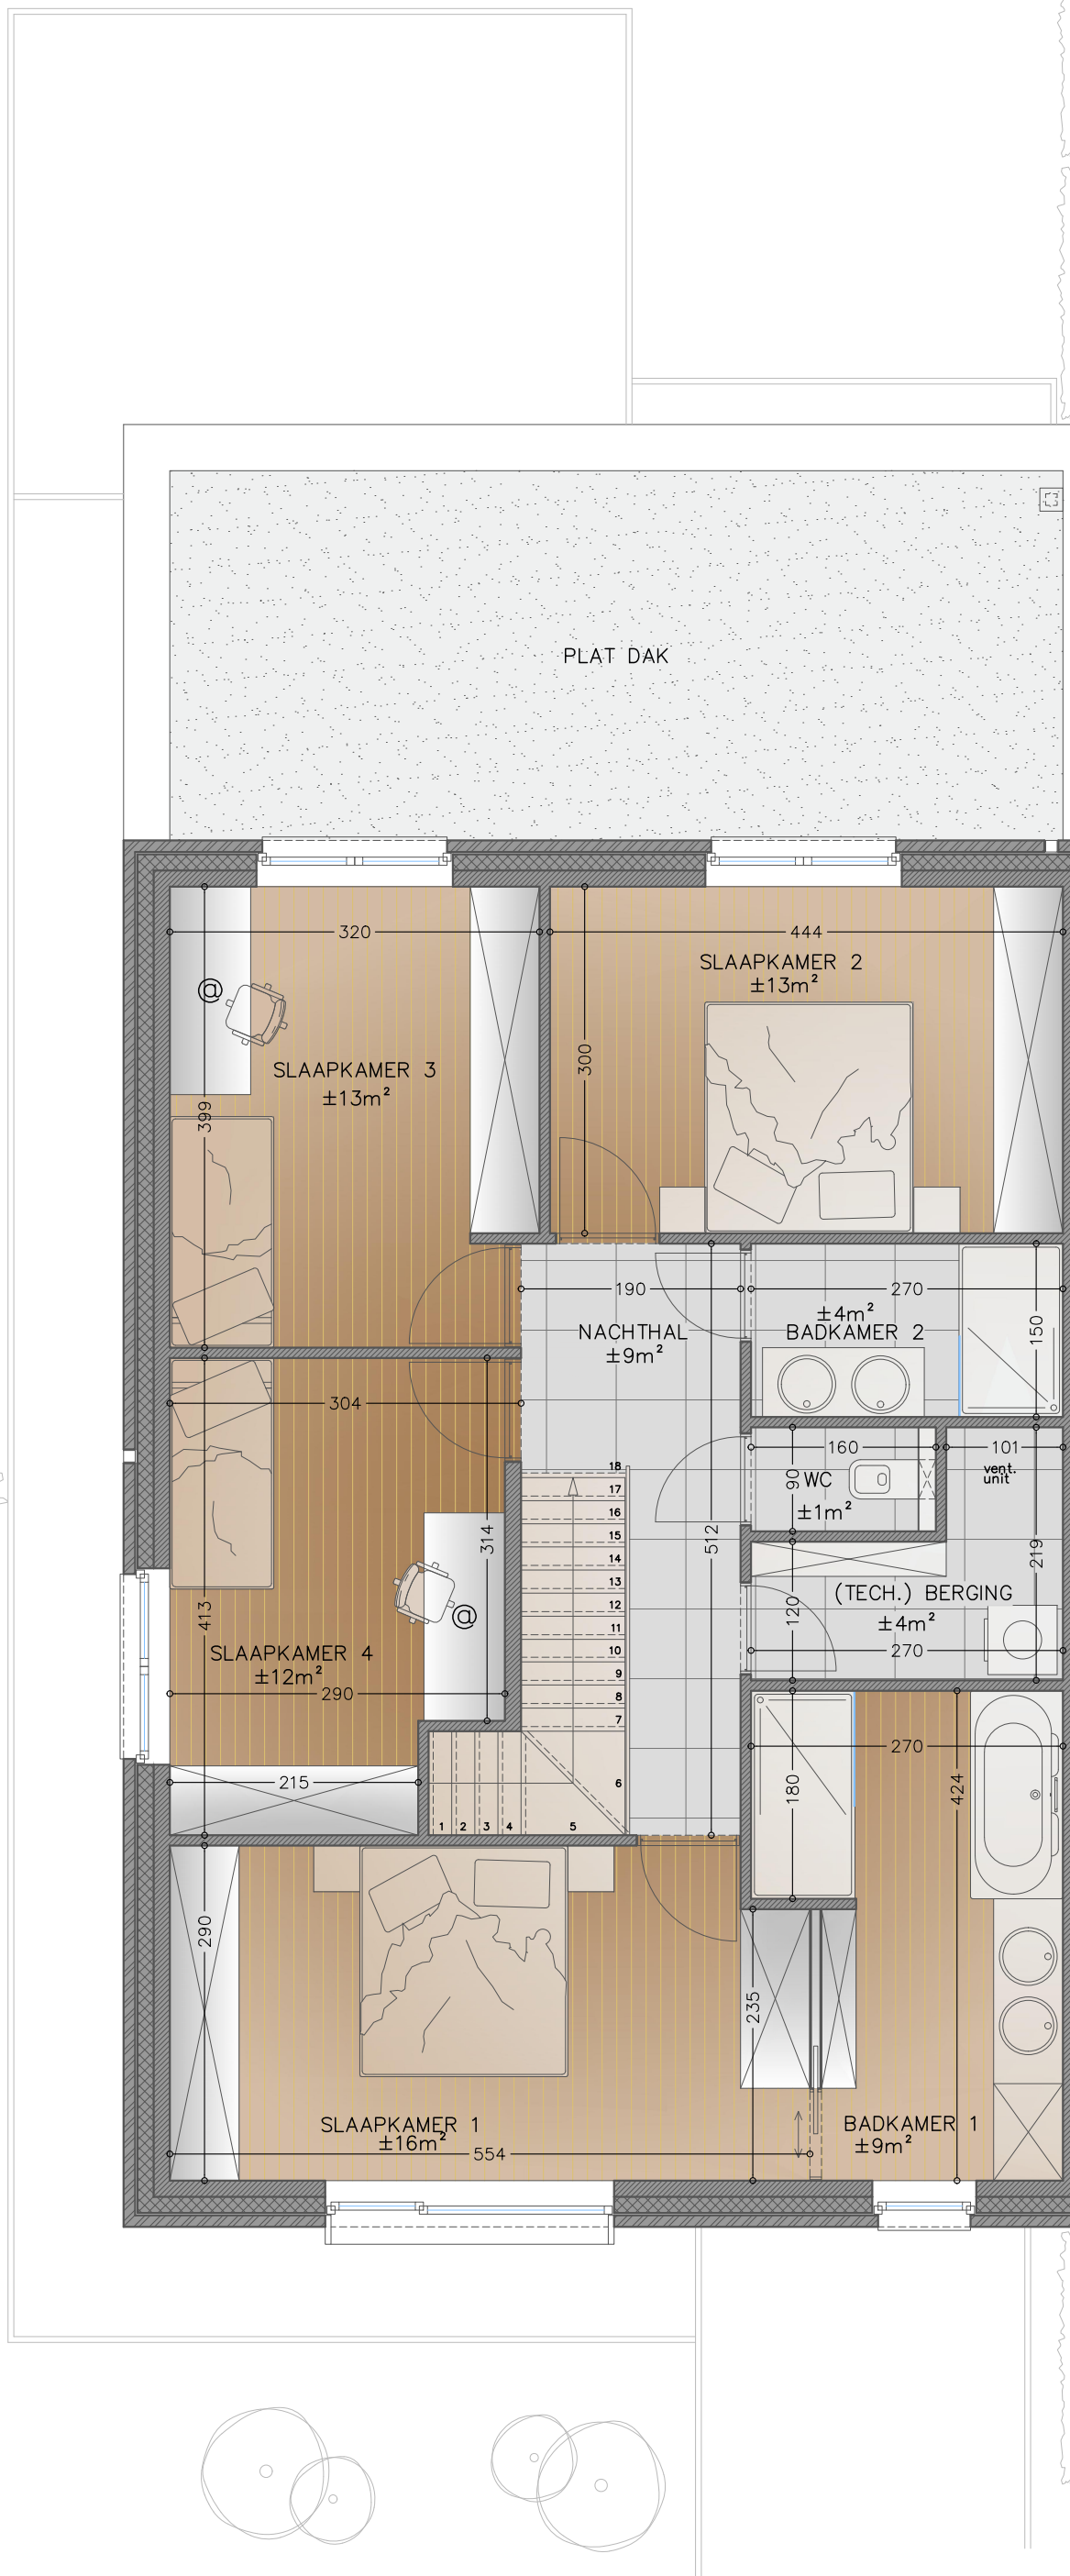 PLAT DAK
320
444
SLAAPKAMER 2
±13m²
@
SLAAPKAMER 3
±13m²
300
399
190
270
±4m²
NACHTHAL
BADKAMER 2
±9m²
150
304
160
101
vent.
unit
90
WC
±1m²
314
512
219
18
17
16
15
14
13
12
11
10
9
8
7
6
5
4
3
2
1
(TECH.) BERGING
±4m²
120
270
@
413
SLAAPKAMER 4
±12m²
290
215
270
180
424
290
235
SLAAPKAMER 1
±16m²
554
BADKAMER 1
±9m²